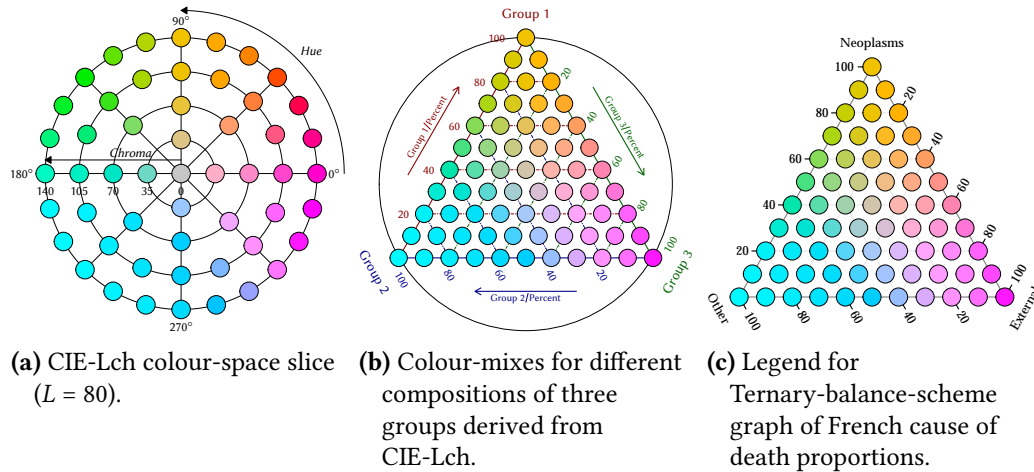 90°
Hue
Chroma
180°
0°
140 105 70 35 0
270°
(a) CIE-Lch colour-space slice
(L = 80).
Group 1
100
80
60
40
20
Group 1/Percent
20
40
60
80
100
Group 3/Percent
Group 2
100 80 60 40 20
Group 3
Group 2/Percent
(b) Colour-mixes for different
compositions of three
groups derived from
CIE-Lch.
Neoplasms
100
80
60
40
20
20
40
60
80
100
Other
100 80 60 40 20
External
(c) Legend for
Ternary-balance-scheme
graph of French cause of
death proportions.